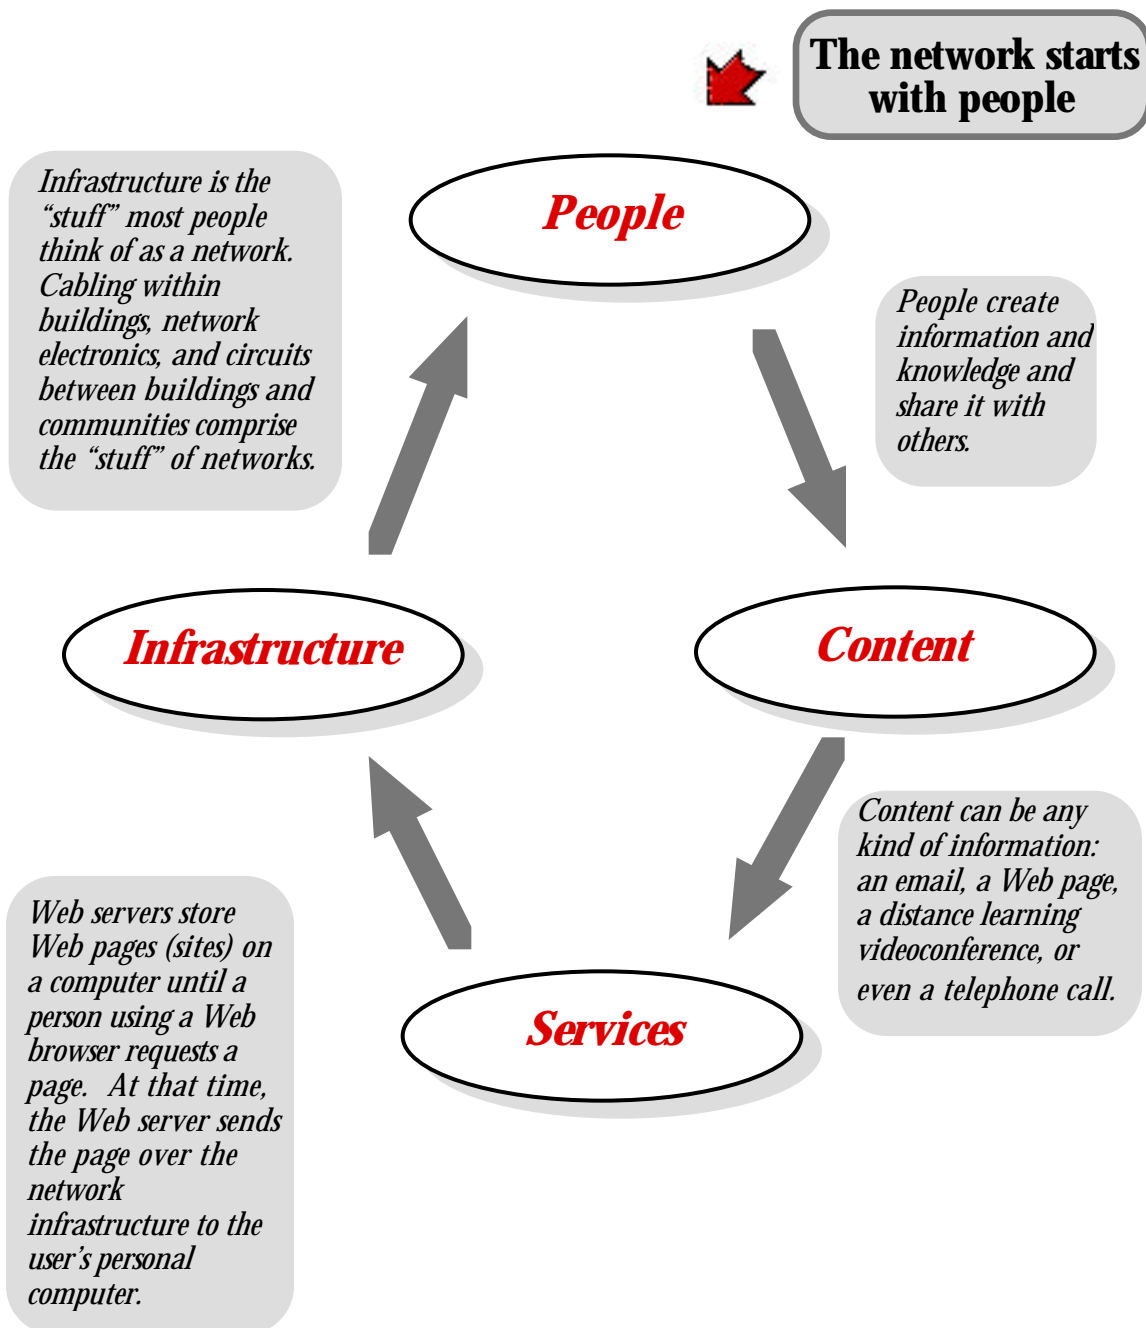 The network starts
with people
People
Infrastructure is the
“stuff” most people
think of as a network.
Cabling within
buildings, network
electronics, and circuits
between buildings and
communities comprise
the “stuff” of networks.
People create
information and
knowledge and
share it with
others.
Infrastructure
Content
Content can be any
kind of information:
an email, a Web page,
a distance learning
videoconference, or
even a telephone call.
Web servers store
Web pages (sites) on
a computer until a
person using a Web
browser requests a
page.  At that time,
the Web server sends
the page over the
network
infrastructure to the
user’s personal
computer.
Services